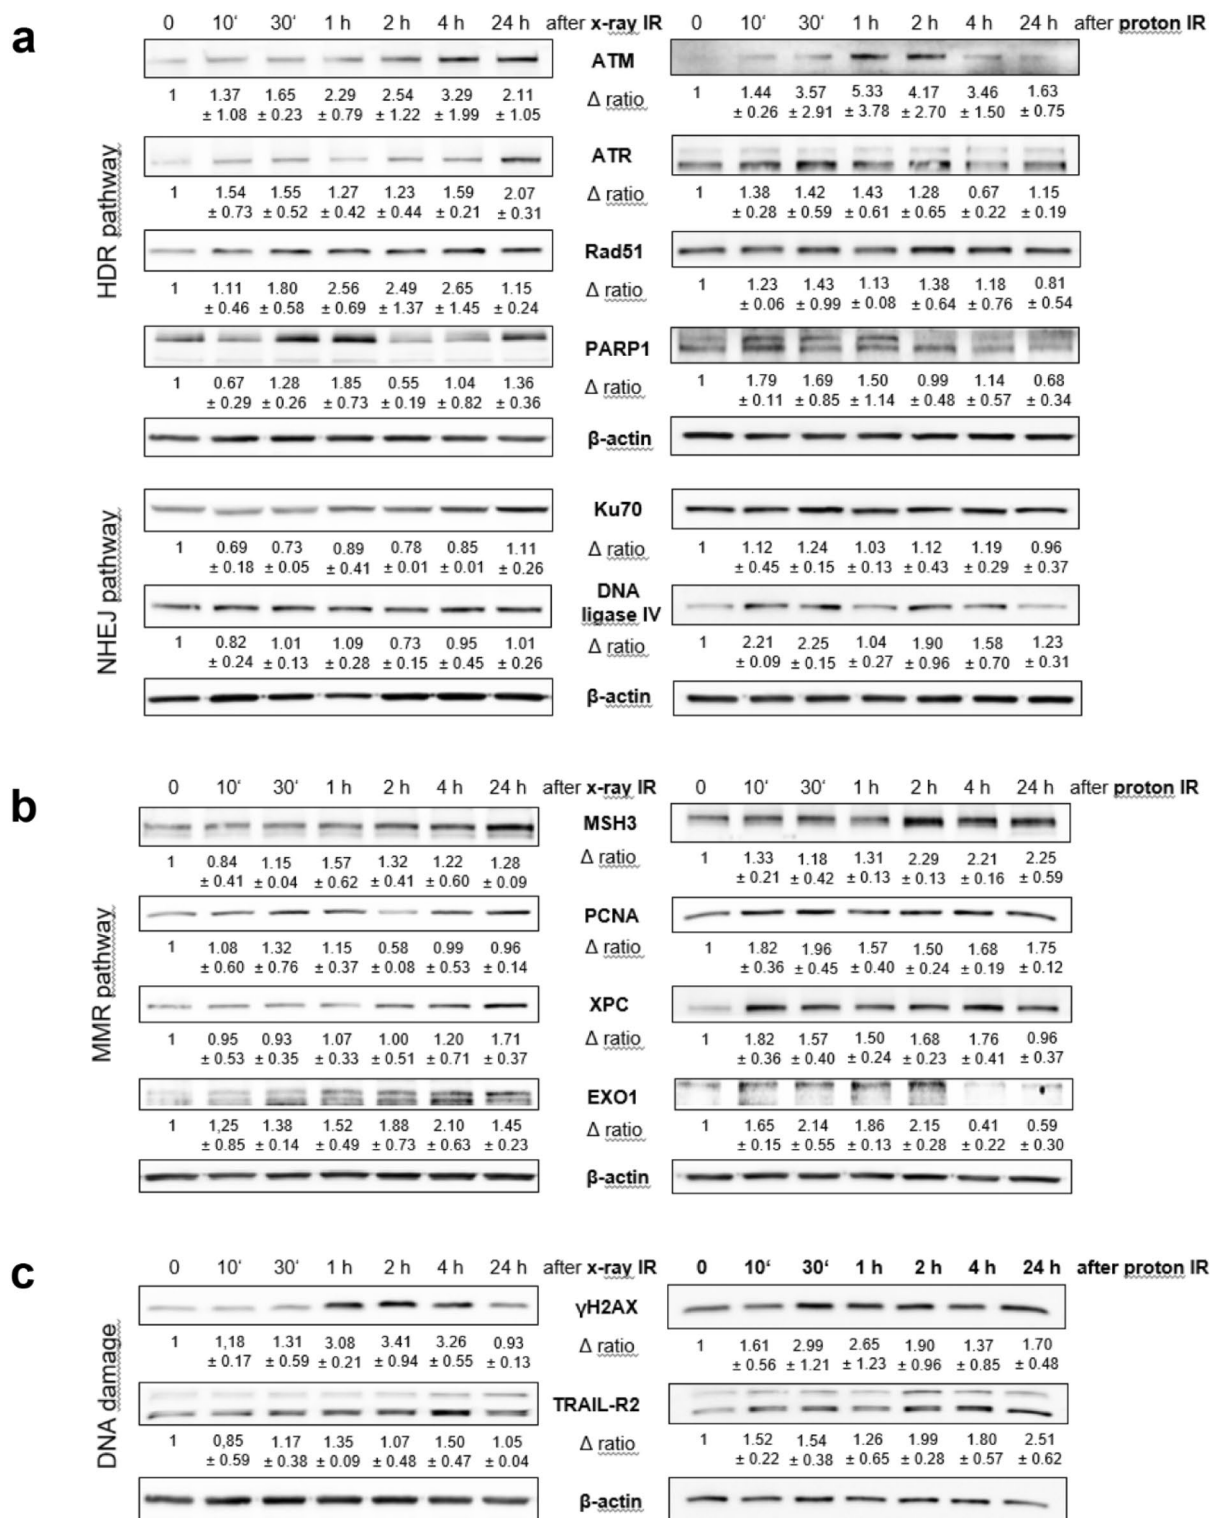 a
0 10‘ 30‘ 1 h 2 h 4 h 24 h after x-ray IR 0 10‘ 30‘ 1 h 2 h 4 h 24 h after proton IR
HDR pathway
ATM
1 1.37 1.65 2.29 2.54 3.29 2.11 Δ ratio 1 1.44 3.57 5.33 4.17 3.46 1.63
± 1.08 ± 0.23 ± 0.79 ± 1.22 ± 1.99 ± 1.05 ± 0.26 ± 2.91 ± 3.78 ± 2.70 ± 1.50 ± 0.75
ATR
1 1.54 1.55 1.27 1.23 1.59 2.07 Δ ratio 1 1.38 1.42 1.43 1.28 0.67 1.15
± 0.73 ± 0.52 ± 0.42 ± 0.44 ± 0.21 ± 0.31 ± 0.28 ± 0.59 ± 0.61 ± 0.65 ± 0.22 ± 0.19
Rad51
1 1.11 1.80 2.56 2.49 2.65 1.15 Δ ratio 1 1.23 1.43 1.13 1.38 1.18 0.81
± 0.46 ± 0.58 ± 0.69 ± 1.37 ± 1.45 ± 0.24 ± 0.06 ± 0.99 ± 0.08 ± 0.64 ± 0.76 ± 0.54
PARP1
1 0.67 1.28 1.85 0.55 1.04 1.36 Δ ratio 1 1.79 1.69 1.50 0.99 1.14 0.68
± 0.29 ± 0.26 ± 0.73 ± 0.19 ± 0.82 ± 0.36 ± 0.11 ± 0.85 ± 1.14 ± 0.48 ± 0.57 ± 0.34
β-actin
NHEJ pathway
Ku70
1 0.69 0.73 0.89 0.78 0.85 1.11 Δ ratio 1 1.12 1.24 1.03 1.12 1.19 0.96
± 0.18 ± 0.05 ± 0.41 ± 0.01 ± 0.01 ± 0.26 ± 0.45 ± 0.15 ± 0.13 ± 0.43 ± 0.29 ± 0.37
DNA
ligase IV
1 0.82 1.01 1.09 0.73 0.95 1.01 Δ ratio 1 2.21 2.25 1.04 1.90 1.58 1.23
± 0.24 ± 0.13 ± 0.28 ± 0.15 ± 0.45 ± 0.26 ± 0.09 ± 0.15 ± 0.27 ± 0.96 ± 0.70 ± 0.31
β-actin
b
0 10‘ 30‘ 1 h 2 h 4 h 24 h after x-ray IR 0 10‘ 30‘ 1 h 2 h 4 h 24 h after proton IR
MMR pathway
MSH3
1 0.84 1.15 1.57 1.32 1.22 1.28 Δ ratio 1 1.33 1.18 1.31 2.29 2.21 2.25
± 0.41 ± 0.04 ± 0.62 ± 0.41 ± 0.60 ± 0.09 ± 0.21 ± 0.42 ± 0.13 ± 0.13 ± 0.16 ± 0.59
PCNA
1 1.08 1.32 1.15 0.58 0.99 0.96 Δ ratio 1 1.82 1.96 1.57 1.50 1.68 1.75
± 0.60 ± 0.76 ± 0.37 ± 0.08 ± 0.53 ± 0.14 ± 0.36 ± 0.45 ± 0.40 ± 0.24 ± 0.19 ± 0.12
XPC
1 0.95 0.93 1.07 1.00 1.20 1.71 Δ ratio 1 1.82 1.57 1.50 1.68 1.76 0.96
± 0.53 ± 0.35 ± 0.33 ± 0.51 ± 0.71 ± 0.37 ± 0.36 ± 0.40 ± 0.24 ± 0.23 ± 0.41 ± 0.37
EXO1
1 1,25 1.38 1.52 1.88 2.10 1.45 Δ ratio 1 1.65 2.14 1.86 2.15 0.41 0.59
± 0.85 ± 0.14 ± 0.49 ± 0.73 ± 0.63 ± 0.23 ± 0.15 ± 0.55 ± 0.13 ± 0.28 ± 0.22 ± 0.30
β-actin
c
0 10‘ 30‘ 1 h 2 h 4 h 24 h after x-ray IR 0 10‘ 30‘ 1 h 2 h 4 h 24 h after proton IR
DNA damage
γH2AX
1 1,18 1.31 3.08 3.41 3.26 0.93 Δ ratio 1 1.61 2.99 2.65 1.90 1.37 1.70
± 0.17 ± 0.59 ± 0.21 ± 0.94 ± 0.55 ± 0.13 ± 0.56 ± 1.21 ± 1.23 ± 0.96 ± 0.85 ± 0.48
TRAIL-R2
1 0,85 1.17 1.35 1.07 1.50 1.05 Δ ratio 1 1.52 1.54 1.26 1.99 1.80 2.51
± 0.59 ± 0.38 ± 0.09 ± 0.48 ± 0.47 ± 0.04 ± 0.22 ± 0.38 ± 0.65 ± 0.28 ± 0.57 ± 0.62
β-actin